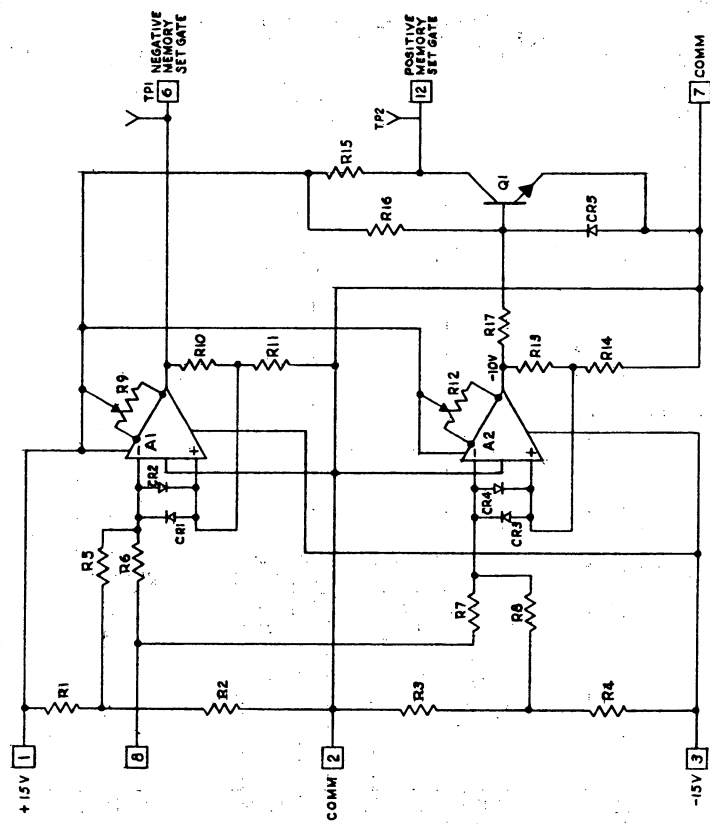 +15V 1
8
COMM 2
-15V 3
R1
R2
R3
R4
R5
R6
R7
R8
CR1
CR2
CR3
CR4
A1
-
+
R9
A2
-
+
R12
R10
R11
-10V
R17
R13
R14
R16
R15
Q1
CR5
TP1
6
NEGATIVE
MEMORY
SET GATE
TP2
12
POSITIVE
MEMORY
SET GATE
7 COMM